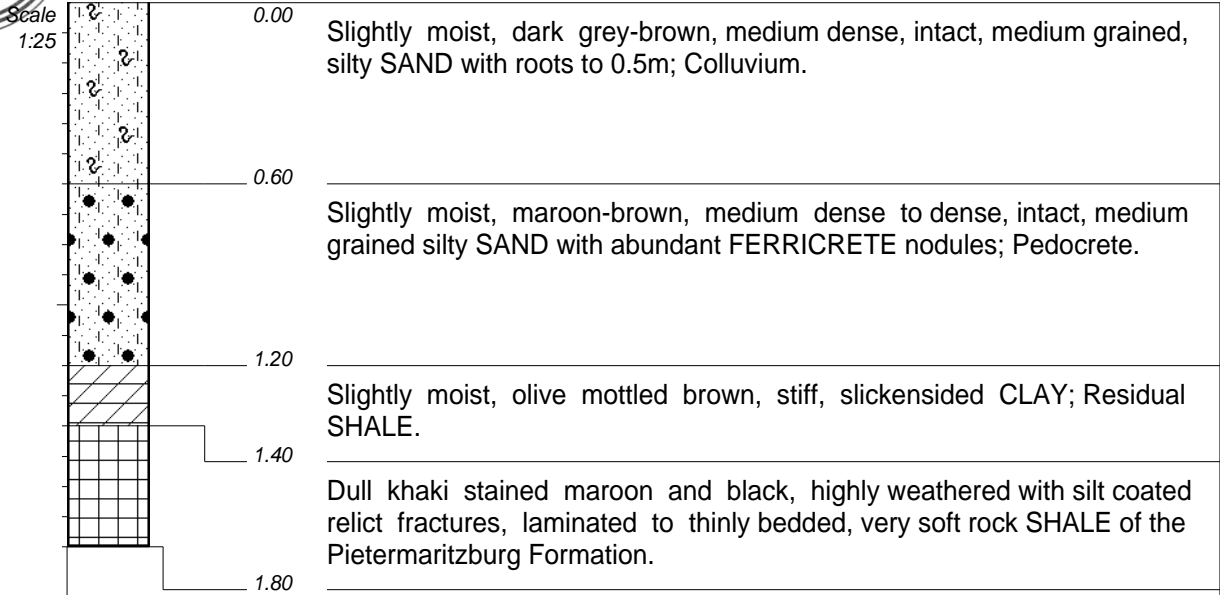 Scale
1:25
0.00
Slightly moist, dark grey-brown, medium dense, intact, medium grained,
silty SAND with roots to 0.5m; Colluvium.
0.60
Slightly moist, maroon-brown, medium dense to dense, intact, medium
grained silty SAND with abundant FERRICRETE nodules; Pedocrete.
1.20
Slightly moist, olive mottled brown, stiff, slickensided CLAY; Residual
SHALE.
1.40
Dull khaki stained maroon and black, highly weathered with silt coated
relict fractures, laminated to thinly bedded, very soft rock SHALE of the
Pietermaritzburg Formation.
1.80